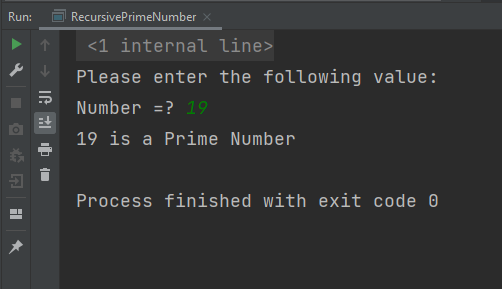 Run: RecursivePrimeNumber ×
<1 internal line>
Please enter the following value:
Number =? 19
19 is a Prime Number
Process finished with exit code 0